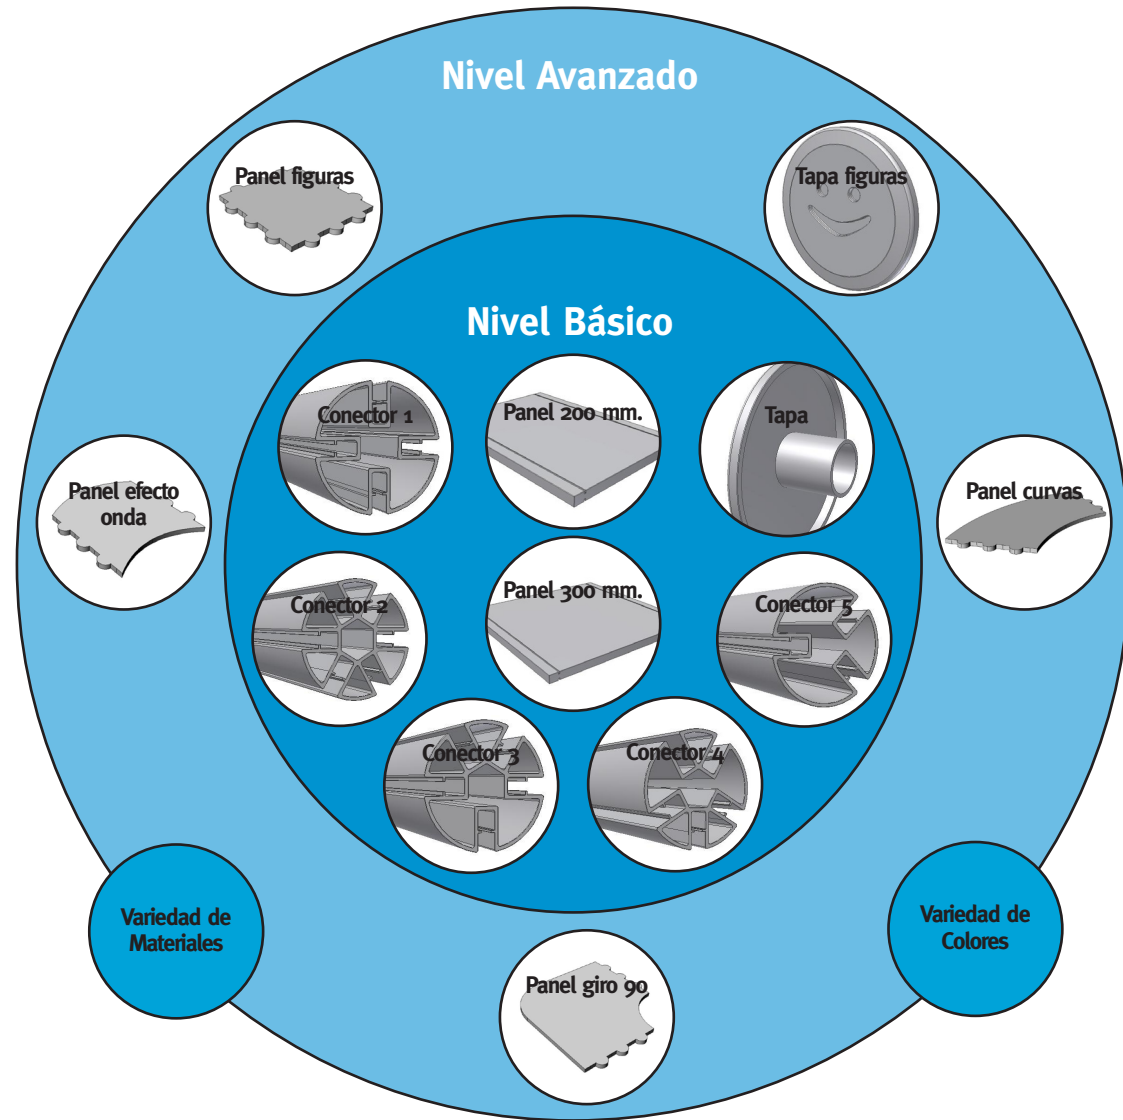 Nivel Avanzado
Panel figuras
Tapa figuras
Nivel Básico
Conector 1
Panel 200 mm.
Tapa
Panel efecto
onda
Panel curvas
Conector 2
Panel 300 mm.
Conector 5
Conector 3
Conector 4
Variedad de
Materiales
Variedad de
Colores
Panel giro 90